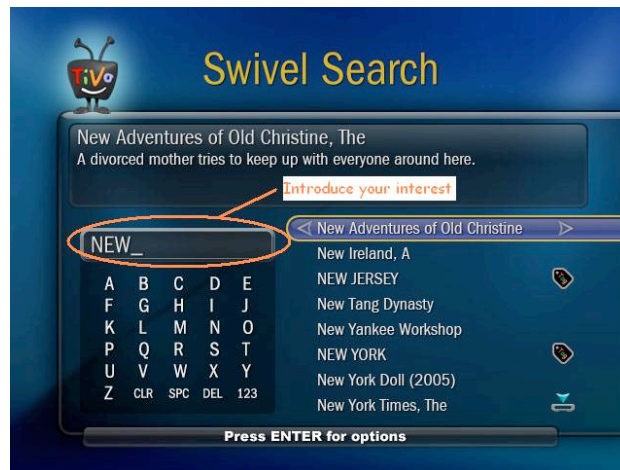 TiVo
Swivel Search
New Adventures of Old Christine, The
A divorced mother tries to keep up with everyone around here.
Introduce your interest
NEW_
A B C D E
F G H I J
K L M N O
P Q R S T
U V W X Y
Z CLR SPC DEL 123
New Adventures of Old Christine
New Ireland, A
NEW JERSEY
New Tang Dynasty
New Yankee Workshop
NEW YORK
New York Doll (2005)
New York Times, The
Press ENTER for options